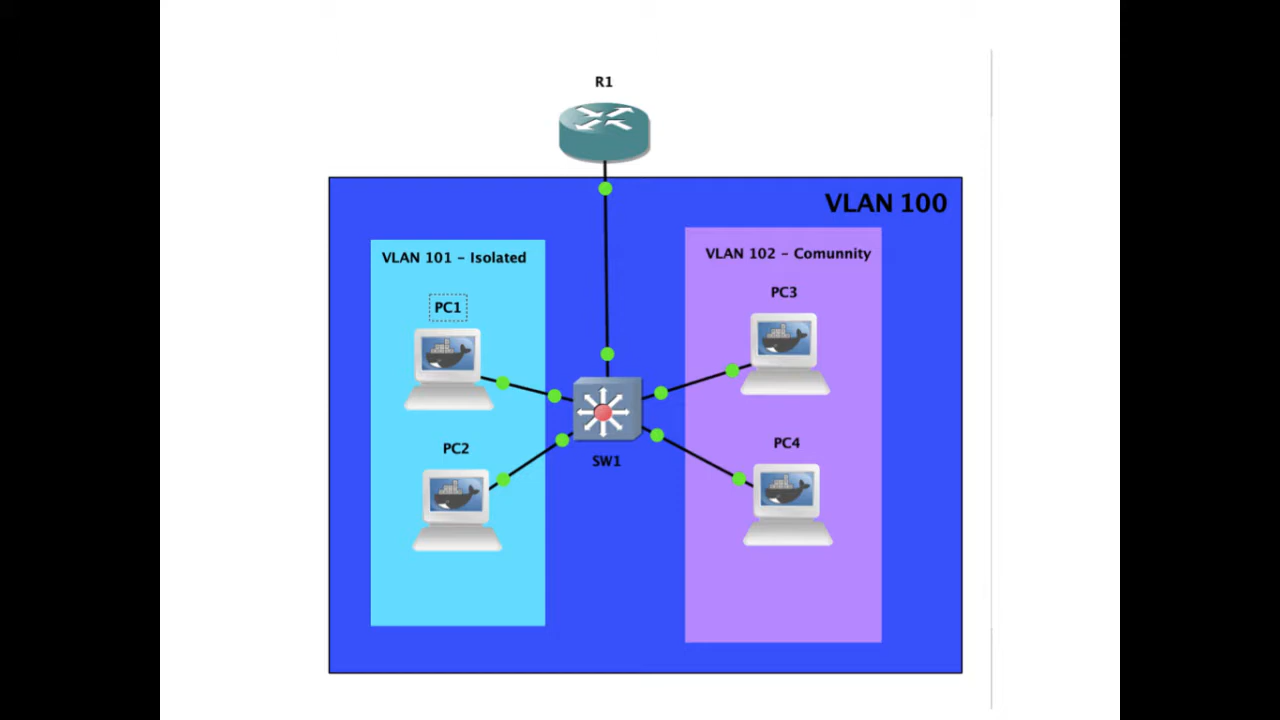 R1
VLAN 100
VLAN 101 – Isolated
VLAN 102 – Comunnity
PC1
PC3
PC2
PC4
SW1